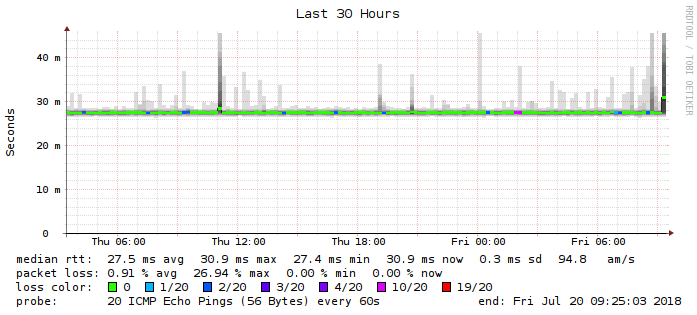 Last 30 Hours
RRDTOOL / TOBI OETIKER
Seconds
40 m
30 m
20 m
10 m
0
Thu 06:00 Thu 12:00 Thu 18:00 Fri 00:00 Fri 06:00
median rtt: 27.5 ms avg 30.9 ms max 27.4 ms min 30.9 ms now 0.3 ms sd 94.8 am/s
packet loss: 0.91 % avg 26.94 % max 0.00 % min 0.00 % now
loss color: 0 1/20 2/20 3/20 4/20 10/20 19/20
probe: 20 ICMP Echo Pings (56 Bytes) every 60s end: Fri Jul 20 09:25:03 2018